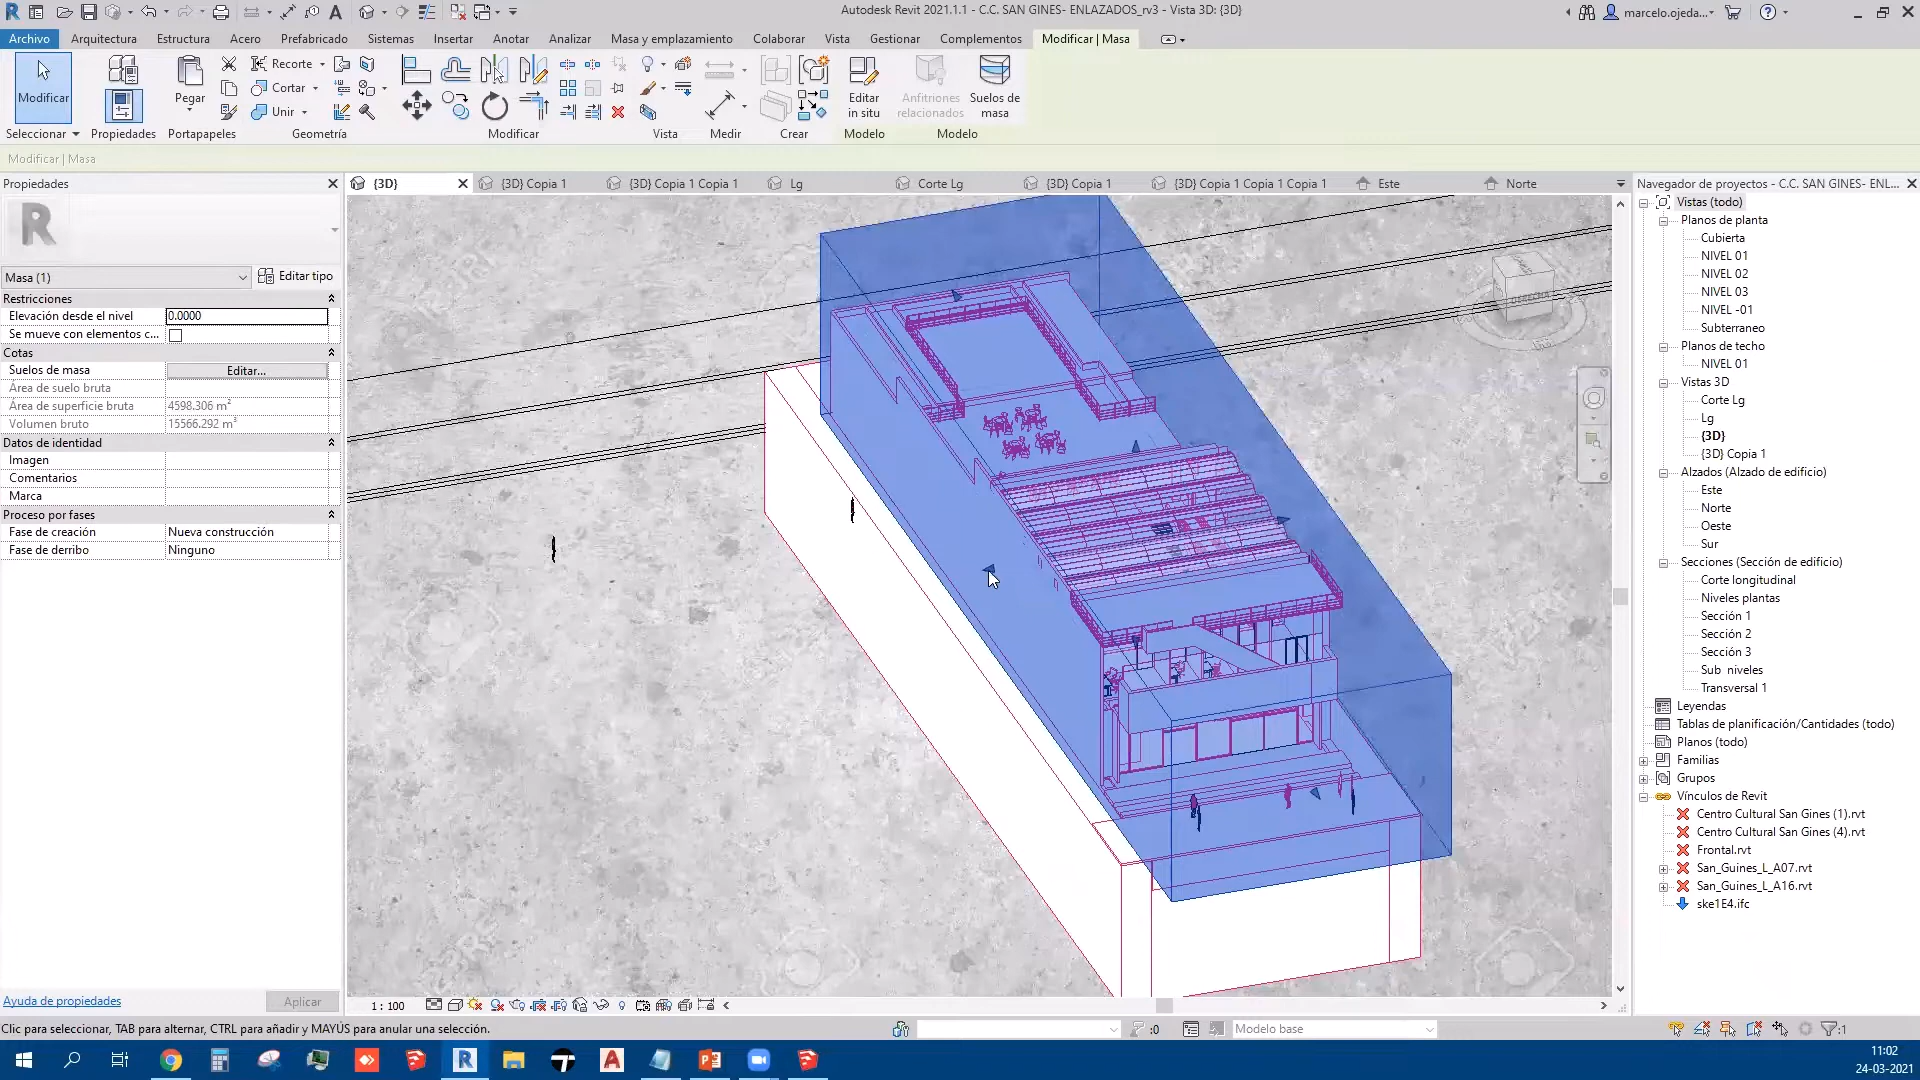 Autodesk Revit 2021.1.1 - C.C. SAN GINES- ENLAZADOS_rv3 - Vista 3D: {3D}
marcelo.ojeda...
Archivo Arquitectura Estructura Acero Prefabricado Sistemas Insertar Anotar Analizar Masa y emplazamiento Colaborar Vista Gestionar Complementos Modificar | Masa
Modificar
Pegar
Recorte
Cortar
Unir
Editar in situ
Anfitriones relacionados
Suelos de masa
Seleccionar Propiedades Portapapeles Geometría Modificar Vista Medir Crear Modelo Modelo
Modificar | Masa
Propiedades
{3D} {3D} Copia 1 {3D} Copia 1 Copia 1 Lg Corte Lg {3D} Copia 1 {3D} Copia 1 Copia 1 Copia 1 Este Norte
Masa (1) Editar tipo
Restricciones
Elevación desde el nivel 0.0000
Se mueve con elementos c...
Cotas
Suelos de masa Editar...
Área de suelo bruta
Área de superficie bruta 4598.306 m²
Volumen bruto 15566.292 m³
Datos de identidad
Imagen
Comentarios
Marca
Proceso por fases
Fase de creación Nueva construcción
Fase de derribo Ninguno
Ayuda de propiedades Aplicar
Navegador de proyectos - C.C. SAN GINES- ENL...
Vistas (todo)
Planos de planta
Cubierta
NIVEL 01
NIVEL 02
NIVEL 03
NIVEL -01
Subterraneo
Planos de techo
NIVEL 01
Vistas 3D
Corte Lg
Lg
{3D}
{3D} Copia 1
Alzados (Alzado de edificio)
Este
Norte
Oeste
Sur
Secciones (Sección de edificio)
Corte longitudinal
Niveles plantas
Sección 1
Sección 2
Sección 3
Sub niveles
Transversal 1
Leyendas
Tablas de planificación/Cantidades (todo)
Planos (todo)
Familias
Grupos
Vínculos de Revit
Centro Cultural San Gines (1).rvt
Centro Cultural San Gines (4).rvt
Frontal.rvt
San_Guines_L_A07.rvt
San_Guines_L_A16.rvt
ske1E4.ifc
1 : 100
Clic para seleccionar, TAB para alternar, CTRL para añadir y MAYÚS para anular una selección.
:0
Modelo base
:1
11:02
24-03-2021